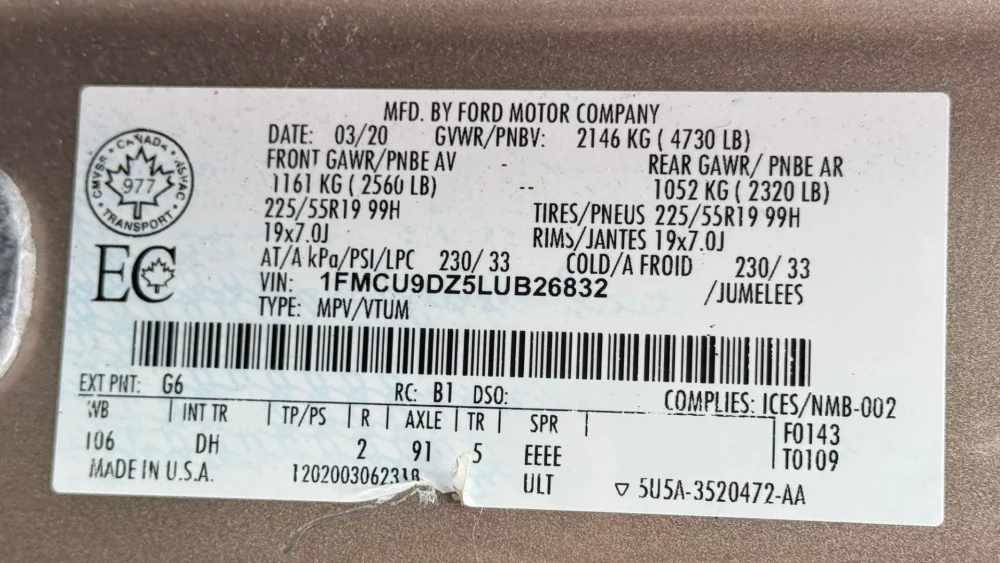 MFD. BY FORD MOTOR COMPANY
DATE: 03/20 GVWR/PNBV: 2146 KG ( 4730 LB)
FRONT GAWR/PNBE AV - REAR GAWR/ PNBE AR
1161 KG ( 2560 LB) -- 1052 KG ( 2320 LB)
225/55R19 99H TIRES/PNEUS 225/55R19 99H
19x7.0J RIMS/JANTES 19x7.0J
AT/A kPa/PSI/LPC 230/ 33 COLD/A FROID 230/ 33
VIN: 1FMCU9DZ5LUB26832 /JUMELEES
TYPE: MPV/VTUM
CANADA
CMVSS NSVAC
977
TRANSPORT
EC
EXT PNT: G6 RC: B1 DSO: COMPLIES: ICES/NMB-002
WB | INT TR | TP/PS | R | AXLE | TR | SPR | F0143
106 DH 2 91 5 EEEE T0109
MADE IN U.S.A. 1202003062318 ULT ▽ 5U5A-3520472-AA